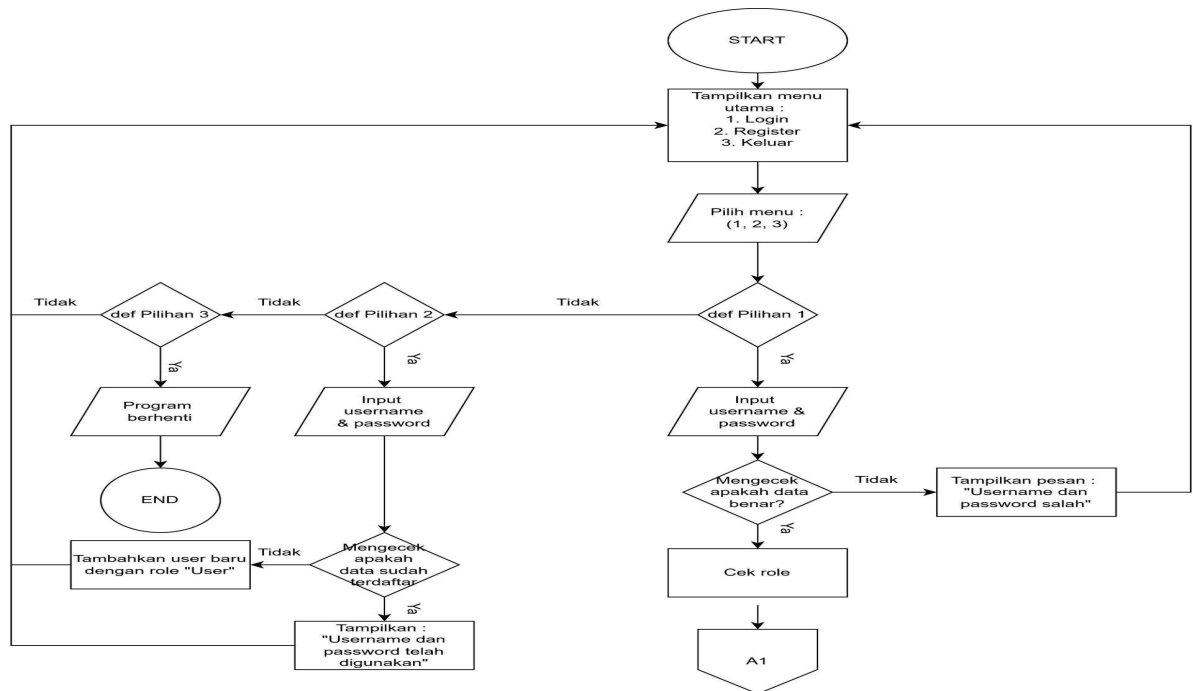 START
Tampilkan menu
utama :
1. Login
2. Register
3. Keluar
Pilih menu :
(1, 2, 3)
def Pilihan 1
Tidak
def Pilihan 2
Tidak
def Pilihan 3
Tidak
Ya
Program
berhenti
END
Ya
Input
username
& password
Mengecek
apakah
data sudah
terdaftar
Tidak
Tambahkan user baru
dengan role "User"
Ya
Tampilkan :
"Username dan
password telah
digunakan"
Ya
Input
username &
password
Mengecek
apakah data
benar?
Tidak
Tampilkan pesan :
"Username dan
password salah"
Ya
Cek role
A1